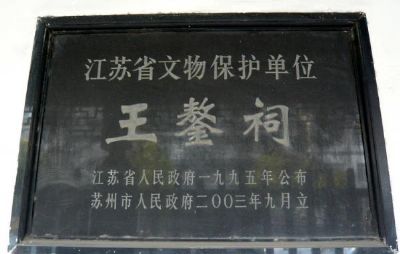 江苏省文物保护单位
王鏊祠
江苏省人民政府一九九五年公布
苏州市人民政府二〇〇三年九月立